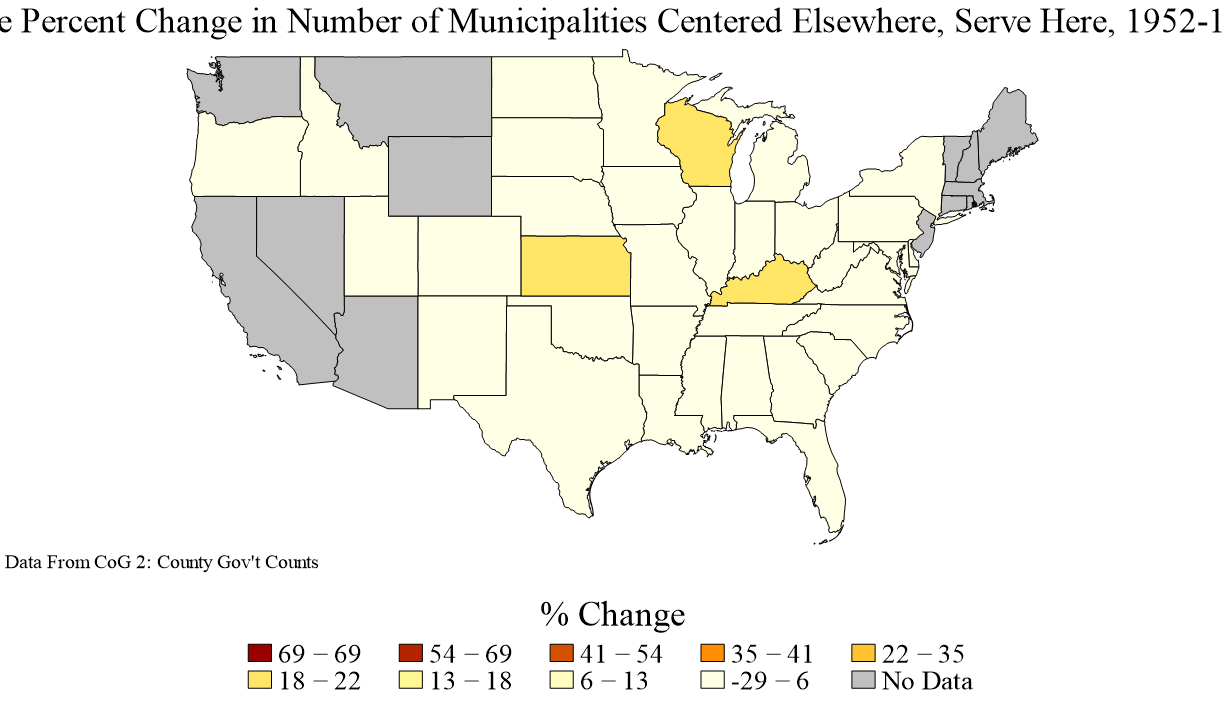 e Percent Change in Number of Municipalities Centered Elsewhere, Serve Here, 1952-1
Data From CoG 2: County Gov't Counts
% Change
69 – 69 54 – 69 41 – 54 35 – 41 22 – 35
18 – 22 13 – 18 6 – 13 -29 – 6 No Data